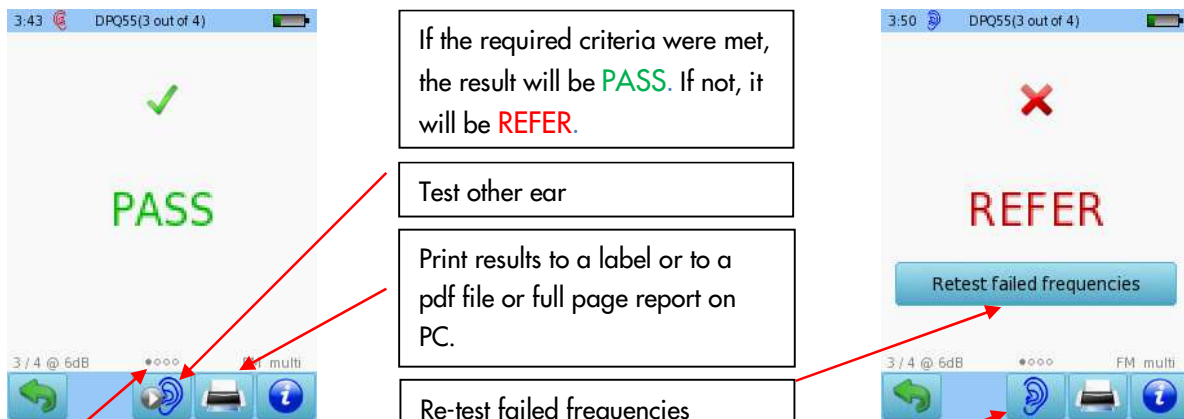 3:43 DPQ55(3 out of 4)
PASS
3 / 4 @ 6dB
multi
If the required criteria were met,
the result will be PASS. If not, it
will be REFER.
Test other ear
Print results to a label or to a
pdf file or full page report on
PC.
Re-test failed frequencies
3:50 DPQ55(3 out of 4)
REFER
Retest failed frequencies
3 / 4 @ 6dB FM multi
i
i